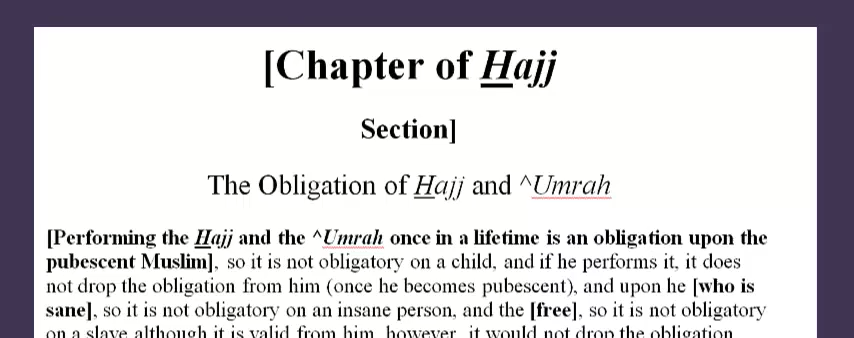 [Chapter of Hajj
Section]
The Obligation of Hajj and ^Umrah
[Performing the Hajj and the ^Umrah once in a lifetime is an obligation upon the
pubescent Muslim], so it is not obligatory on a child, and if he performs it, it does
not drop the obligation from him (once he becomes pubescent), and upon he [who is
sane], so it is not obligatory on an insane person, and the [free], so it is not obligatory
on a slave although it is valid from him, however, it would not drop the obligation